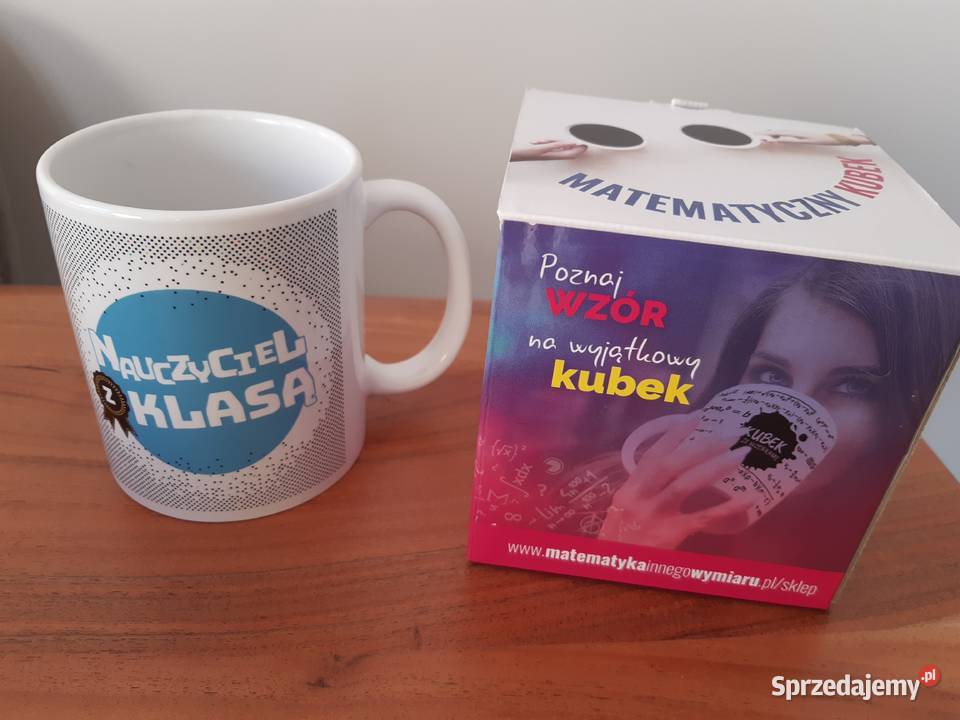 NAUCZYCIEL
Z KLASĄ
MATEMATYCZNY KUBEK
Poznaj
WZÓR
na wyjątkowy
kubek
KUBEK
www.matematykainnegowymiaru.pl/sklep
Sprzedajemy.pl